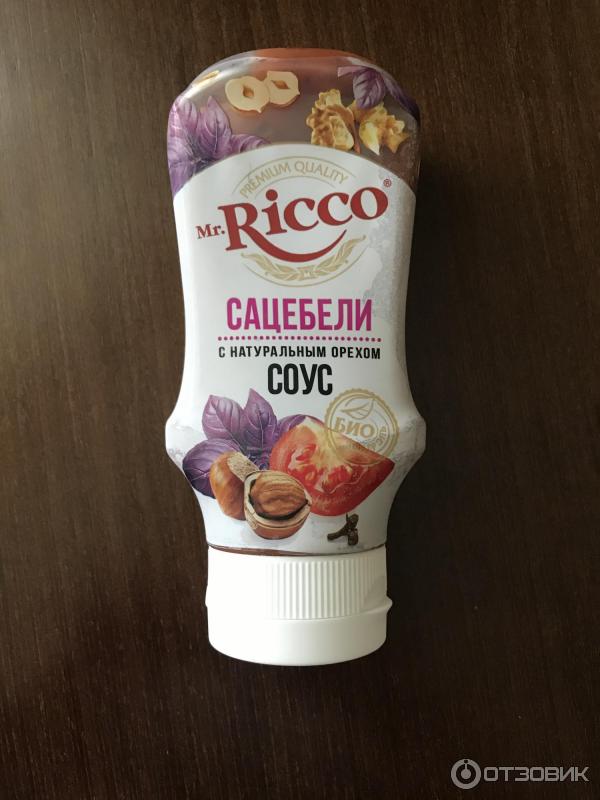 PREMIUM QUALITY
Mr. Ricco®
САЦЕБЕЛИ
С НАТУРАЛЬНЫМ ОРЕХОМ
СОУС
БИО
ОТЗОВИК